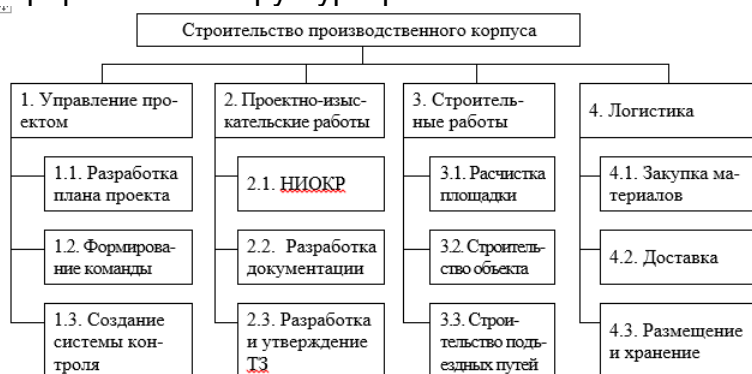 Строительство производственного корпуса
1. Управление про-
ектом
2. Проектно-изыс-
кательские работы
3. Строитель-
ные работы
4. Логистика
1.1. Разработка
плана проекта
2.1. НИОКР
3.1. Расчистка
площадки
4.1. Закупка ма-
териалов
1.2. Формирова-
ние команды
2.2. Разработка
документации
3.2. Строитель-
ство объекта
4.2. Доставка
1.3. Создание
системы кон-
троля
2.3. Разработка
и утверждение
ТЗ
3.3. Строи-
тельство подъ-
ездных путей
4.3. Размещение
и хранение